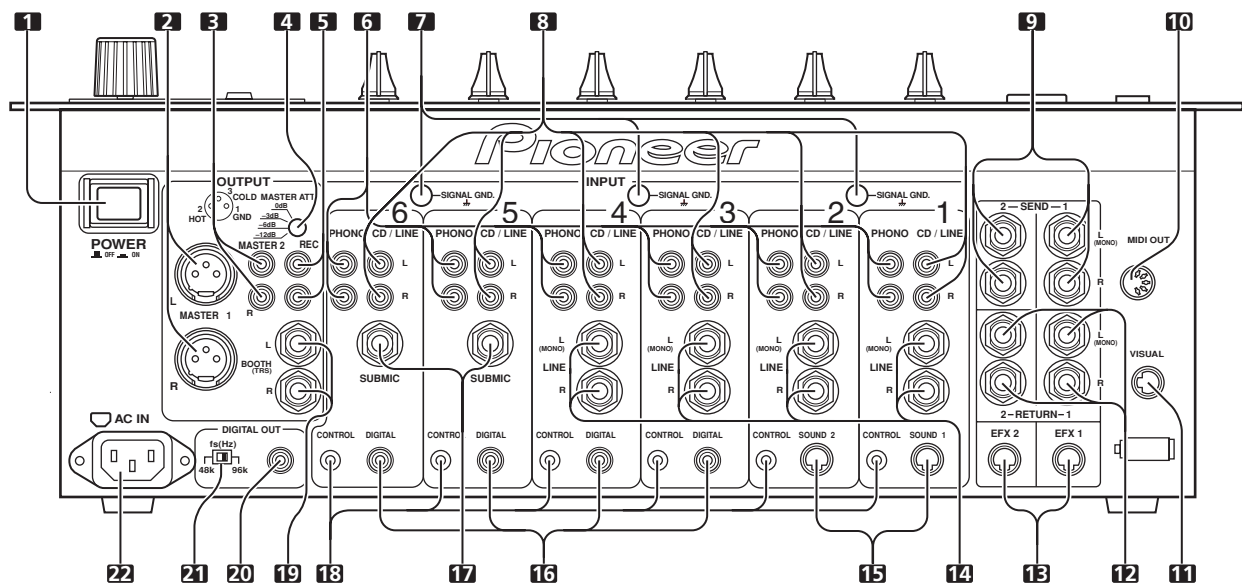 1 2 3 4 5 6 7 8 9 10
Pioneer
OUTPUT
INPUT
3
COLD
2
HOT
1
GND
MASTER ATT.
0dB
–3dB
–6dB
–12dB
SIGNAL GND.
SIGNAL GND.
SIGNAL GND.
POWER
OFF ON
MASTER 2
REC
6 5 4 3 2 1
PHONO CD / LINE
PHONO CD / LINE
PHONO CD / LINE
PHONO CD / LINE
PHONO CD / LINE
PHONO CD / LINE
2 – SEND – 1
L
(MONO)
MIDI OUT
L L L L L L
R R R R R R R R
L
MASTER 1
R
L
BOOTH
(TRS)
R
SUBMIC
SUBMIC
L
(MONO)
LINE
R
L
(MONO)
LINE
R
L
(MONO)
LINE
R
L
(MONO)
LINE
R
L
(MONO)
R
VISUAL
2 – RETURN – 1
AC IN
DIGITAL OUT
fs(Hz)
48k 96k
CONTROL DIGITAL
CONTROL DIGITAL
CONTROL DIGITAL
CONTROL DIGITAL
CONTROL SOUND 2
CONTROL SOUND 1
EFX 2 EFX 1
22 21 20 19 18 17 16 15 14 13 12 11